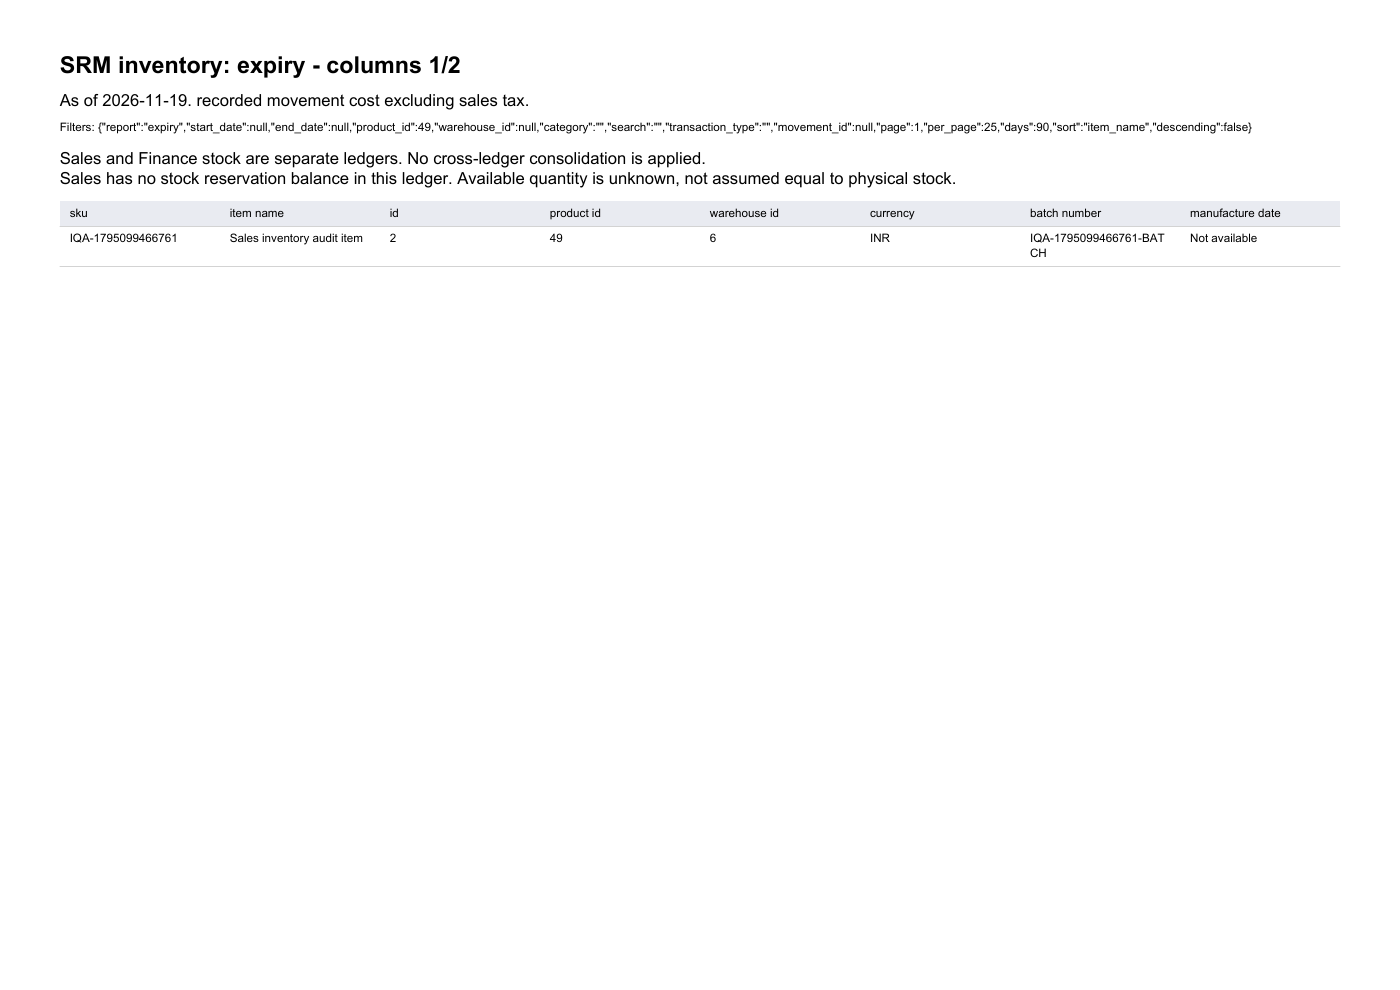 SRM inventory: expiry - columns 1/2
As of 2026-11-19. recorded movement cost excluding sales tax.
Filters: {"report":"expiry","start_date":null,"end_date":null,"product_id":49,"warehouse_id":null,"category":"","search":"","transaction_type":"","movement_id":null,"page":1,"per_page":25,"days":90,"sort":"item_name","descending":false}
Sales and Finance stock are separate ledgers. No cross-ledger consolidation is applied.
Sales has no stock reservation balance in this ledger. Available quantity is unknown, not assumed equal to physical stock.
sku item name id product id warehouse id currency batch number manufacture date
IQA-1795099466761 Sales inventory audit item 2 49 6 INR IQA-1795099466761-BAT Not available
CH